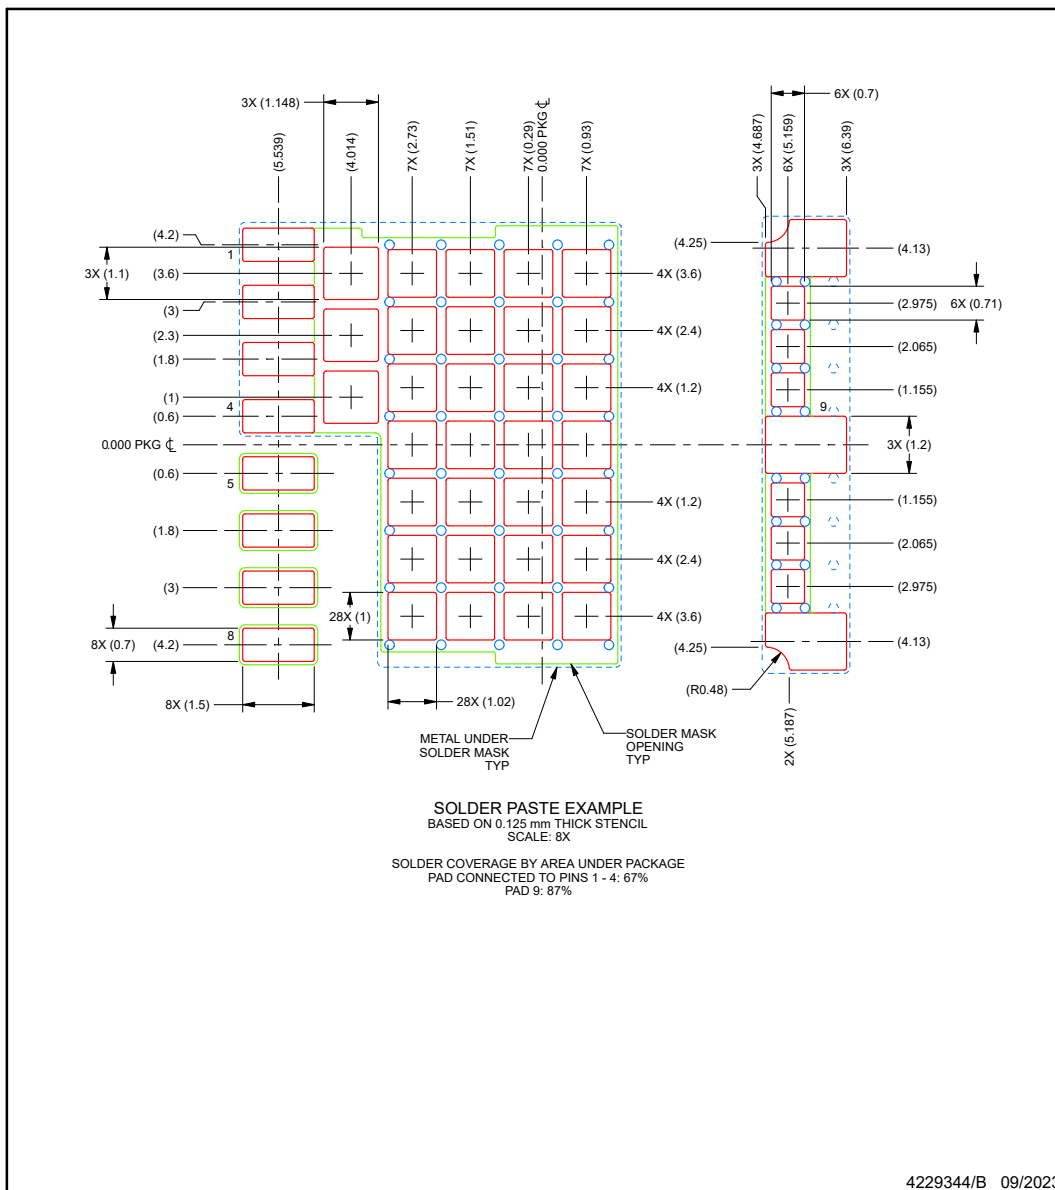 3X (1.148)
6X (0.7)
(5.539)
(4.014)
7X (2.73)
7X (1.51)
7X (0.29)
0.000 PKG ℄
7X (0.93)
3X (4.687)
6X (5.159)
3X (6.39)
(4.2)
1
3X (1.1)
(3.6)
(3)
(2.3)
(1.8)
(1)
4
(0.6)
0.000 PKG ℄
(0.6)
5
(1.8)
(3)
8
8X (0.7)
(4.2)
8X (1.5)
4X (3.6)
4X (2.4)
4X (1.2)
4X (1.2)
4X (2.4)
28X (1)
4X (3.6)
28X (1.02)
METAL UNDER
SOLDER MASK
TYP
SOLDER MASK
OPENING
TYP
(4.25)
(4.13)
(2.975)
6X (0.71)
(2.065)
(1.155)
9
3X (1.2)
(1.155)
(2.065)
(2.975)
(4.25)
(4.13)
(R0.48)
2X (5.187)
SOLDER PASTE EXAMPLE
BASED ON 0.125 mm THICK STENCIL
SCALE: 8X
SOLDER COVERAGE BY AREA UNDER PACKAGE
PAD CONNECTED TO PINS 1 - 4: 67%
PAD 9: 87%
4229344/B 09/2023